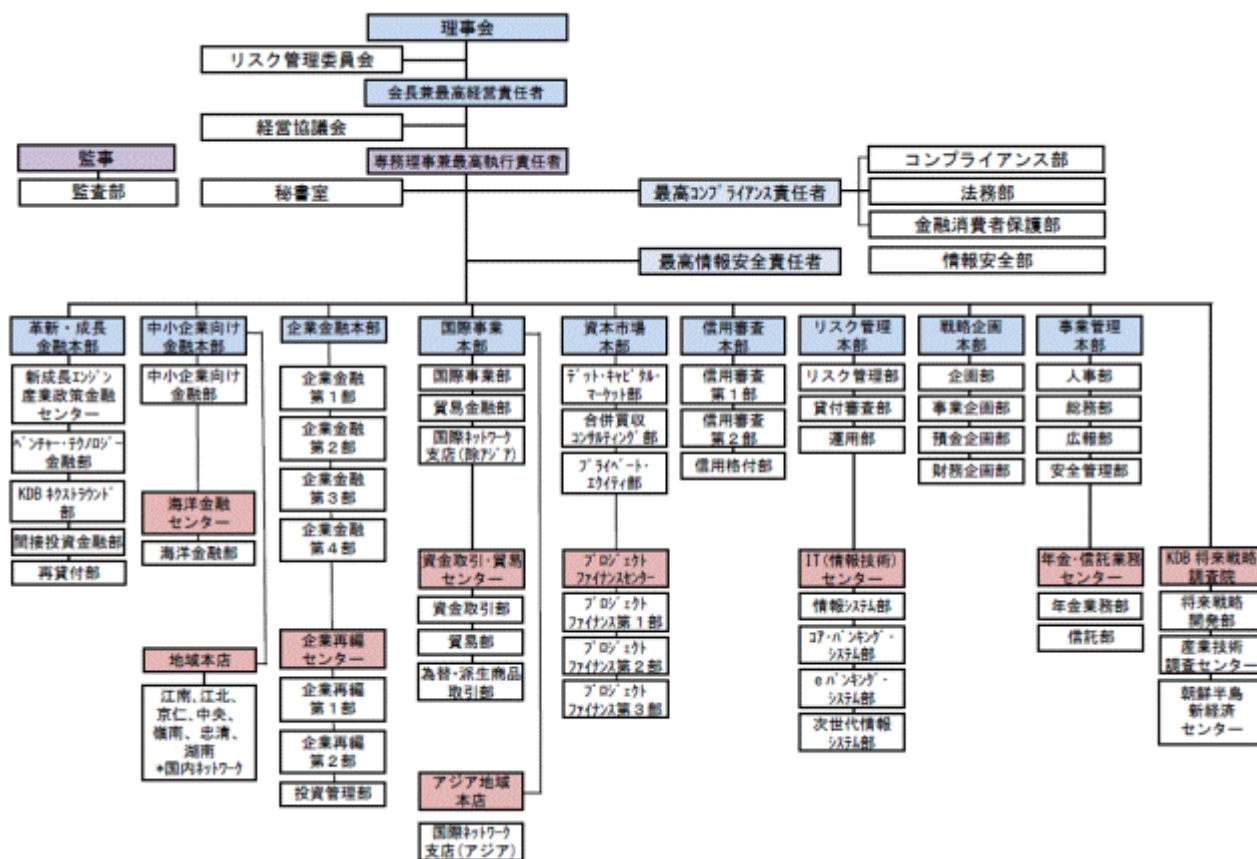 理事会
リスク管理委員会
会長兼最高経営責任者
経営協議会
専務理事兼最高執行責任者
監事
監査部
秘書室
最高ｺﾝﾌﾟﾗｲｱﾝｽ責任者
コンプライアンス部
法務部
金融消費者保護部
最高情報安全責任者
情報安全部
革新・成長
金融本部
新成長ｴﾝｼﾞﾝ
産業政策金融
センター
ﾍﾞﾝﾁｬｰ・ﾃｸﾉﾛｼﾞｰ
金融部
KDB ﾈｸｽﾄﾗｳﾝﾄﾞ
部
間接投資金融部
再貸付部
中小企業向け
金融本部
中小企業向け
金融部
海洋金融
センター
海洋金融部
地域本店
江南、江北、
京仁、中央、
嶺南、忠清、
湖南
*国内ネットワーク
企業金融本部
企業金融
第１部
企業金融
第２部
企業金融
第３部
企業金融
第４部
企業再編
センター
企業再編
第１部
企業再編
第２部
投資管理部
国際事業
本部
国際事業部
貿易金融部
国際ﾈｯﾄﾜｰｸ
支店(除アジア)
資金取引・貿易
センター
資金取引部
貿易部
為替・派生商品
取引部
アジア地域
本店
国際ﾈｯﾄﾜｰｸ
支店(アジア)
資本市場
本部
ﾃﾞｯﾄ・ｷｬﾋﾟﾀﾙ・
マーケット部
合併買収
ｺﾝｻﾙﾃｨﾝｸﾞ部
ﾌﾟﾗｲﾍﾞｰﾄ・
ｴｸｲﾃｨ部
ﾌﾟﾛｼﾞｪｸﾄ
ﾌｧｲﾅﾝｽｾﾝﾀｰ
ﾌﾟﾛｼﾞｪｸﾄ
ﾌｧｲﾅﾝｽ第１部
ﾌﾟﾛｼﾞｪｸﾄ
ﾌｧｲﾅﾝｽ第２部
ﾌﾟﾛｼﾞｪｸﾄ
ﾌｧｲﾅﾝｽ第３部
信用審査
本部
信用審査
第１部
信用審査
第２部
信用格付部
リスク管理
本部
リスク管理部
貸付審査部
運用部
IT(情報技術)
センター
情報ｼｽﾃﾑ部
ｺｱ・ﾊﾞﾝｷﾝｸﾞ・
ｼｽﾃﾑ部
eﾊﾞﾝｷﾝｸﾞ・
ｼｽﾃﾑ部
次世代情報
ｼｽﾃﾑ部
戦略企画
本部
企画部
事業企画部
預金企画部
財務企画部
事業管理
本部
人事部
総務部
広報部
安全管理部
年金・信託業務
センター
年金業務部
信託部
KDB 将来戦略
調査院
将来戦略
開発部
産業技術
調査センター
朝鮮半島
新経済
センター